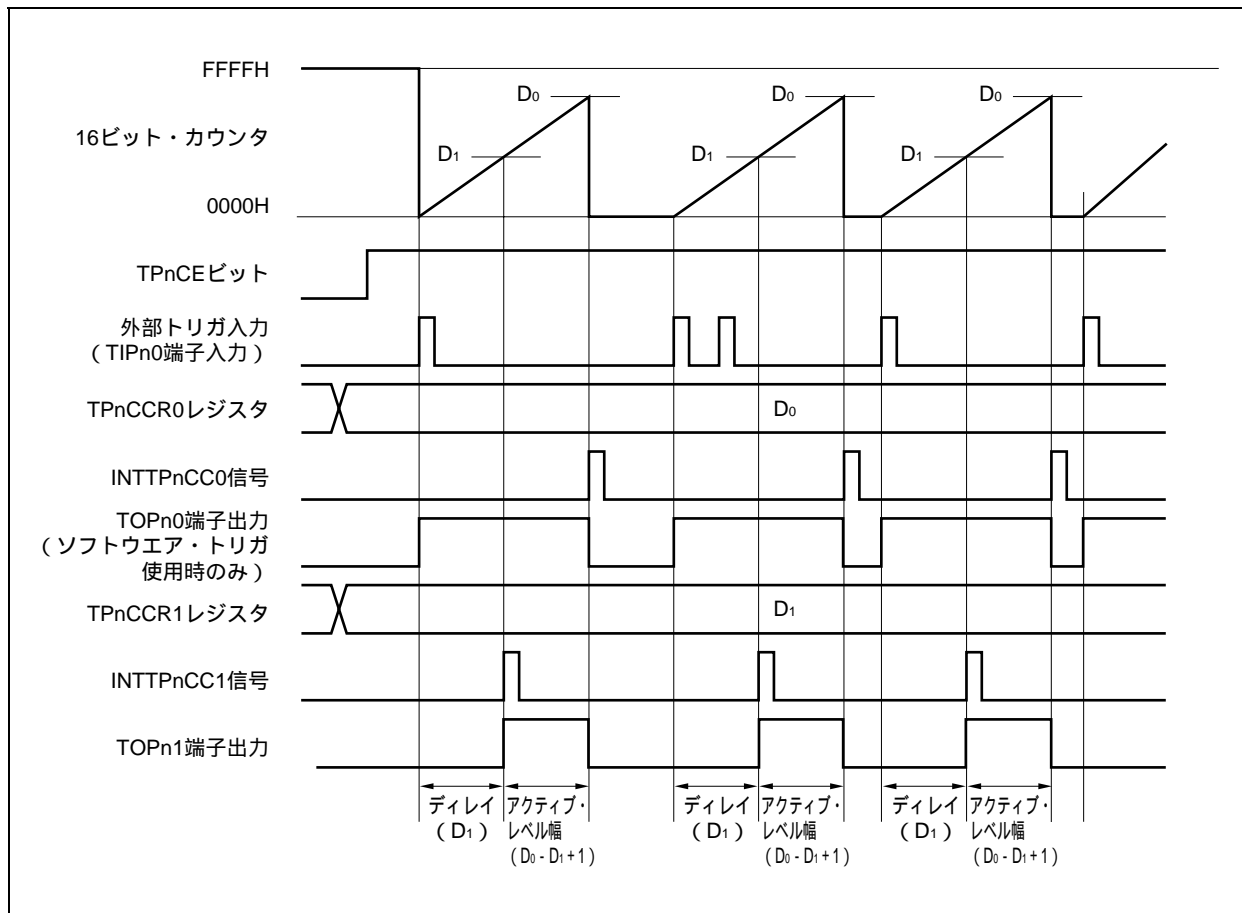 FFFFH
D0
D0
D0
16ビット・カウンタ
D1
D1
D1
0000H
TPnCEビット
外部トリガ入力
(TIPn0端子入力)
TPnCCR0レジスタ
D0
INTTPnCC0信号
TOPn0端子出力
(ソフトウエア・トリガ
使用時のみ)
TPnCCR1レジスタ
D1
INTTPnCC1信号
TOPn1端子出力
ディレイ
(D1)
アクティブ・
レベル幅
(D0 - D1 + 1)
ディレイ
(D1)
アクティブ・
レベル幅
(D0 - D1 + 1)
ディレイ
(D1)
アクティブ・
レベル幅
(D0 - D1 + 1)